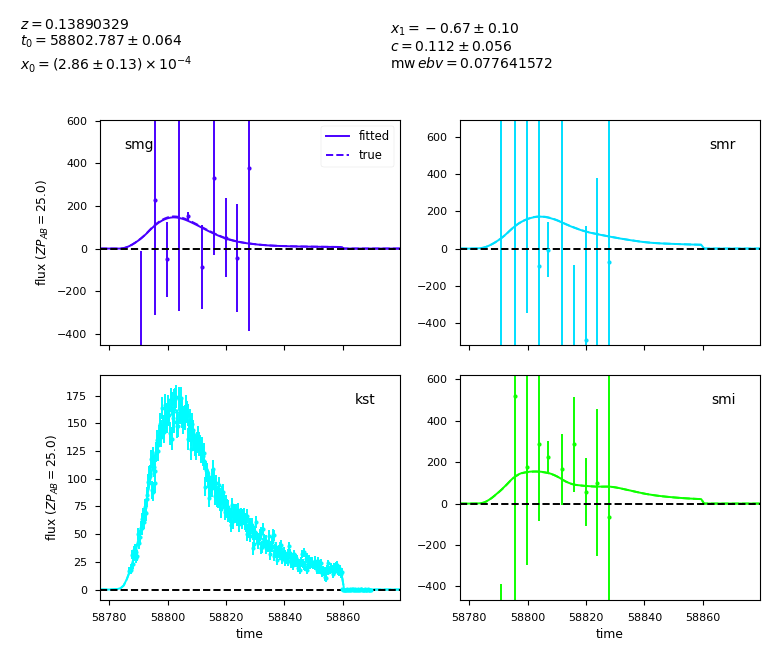 z = 0.13890329
t₀ = 58802.787 ± 0.064
x₀ = (2.86 ± 0.13) × 10⁻⁴
x₁ = −0.67 ± 0.10
c = 0.112 ± 0.056
mw ebv = 0.077641572
smg
fitted
true
600
400
200
0
−200
−400
flux (ZP_AB = 25.0)
smr
600
400
200
0
−200
−400
kst
175
150
125
100
75
50
25
0
flux (ZP_AB = 25.0)
58780 58800 58820 58840 58860
time
smi
600
400
200
0
−200
−400
58780 58800 58820 58840 58860
time